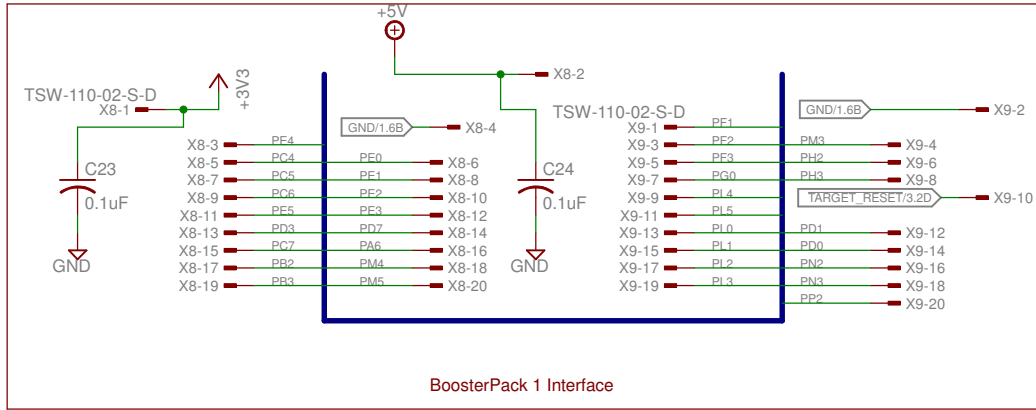 +5V
X8-2
+3V3
TSW-110-02-S-D
X8-1
C23
0.1uF
GND
GND/1.6B
X8-4
X8-3 PE4
X8-5 PC4 PE0 X8-6
X8-7 PC5 PE1 X8-8
X8-9 PC6 PE2 X8-10
X8-11 PE5 PE3 X8-12
X8-13 PD3 PD7 X8-14
X8-15 PC7 PA6 X8-16
X8-17 PB2 PM4 X8-18
X8-19 PB3 PM5 X8-20
C24
0.1uF
GND
TSW-110-02-S-D
GND/1.6B X9-2
X9-1 PF1
X9-3 PF2 PM3 X9-4
X9-5 PF3 PH2 X9-6
X9-7 PG0 PH3 X9-8
X9-9 PL4 TARGET_RESET/3.2D X9-10
X9-11 PL5
X9-13 PL0 PD1 X9-12
X9-15 PL1 PD0 X9-14
X9-17 PL2 PN2 X9-16
X9-19 PL3 PN3 X9-18
PP2 X9-20
BoosterPack 1 Interface